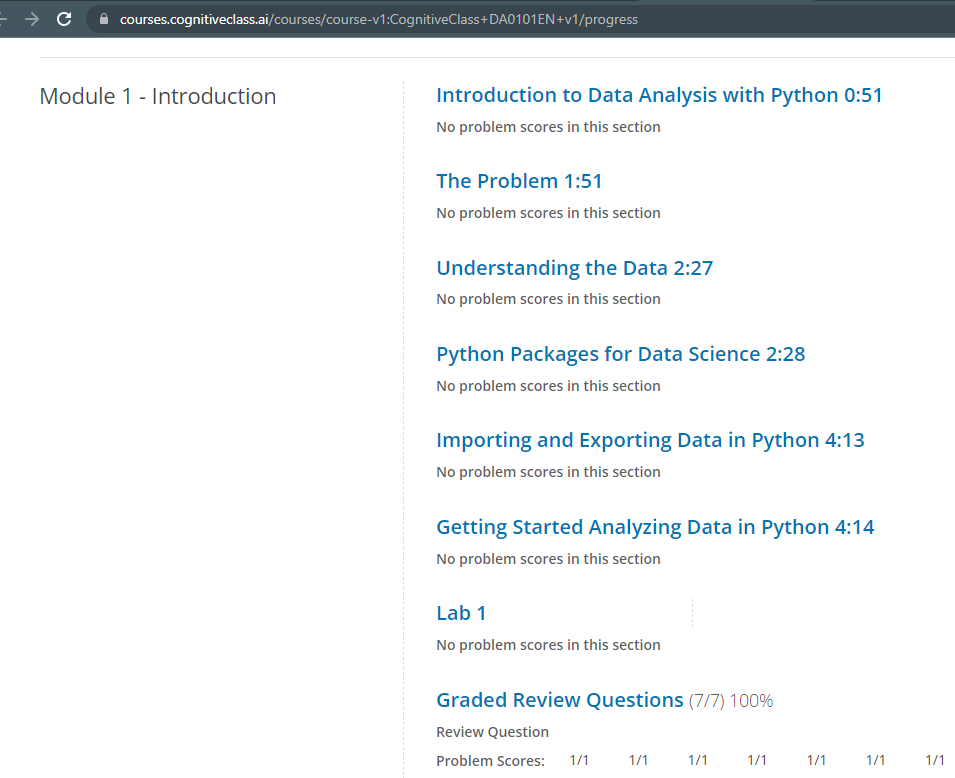 courses.cognitiveclass.ai/courses/course-v1:CognitiveClass+DA0101EN+v1/progress
Module 1 - Introduction
Introduction to Data Analysis with Python 0:51
No problem scores in this section
The Problem 1:51
No problem scores in this section
Understanding the Data 2:27
No problem scores in this section
Python Packages for Data Science 2:28
No problem scores in this section
Importing and Exporting Data in Python 4:13
No problem scores in this section
Getting Started Analyzing Data in Python 4:14
No problem scores in this section
Lab 1
No problem scores in this section
Graded Review Questions (7/7) 100%
Review Question
Problem Scores: 1/1 1/1 1/1 1/1 1/1 1/1 1/1